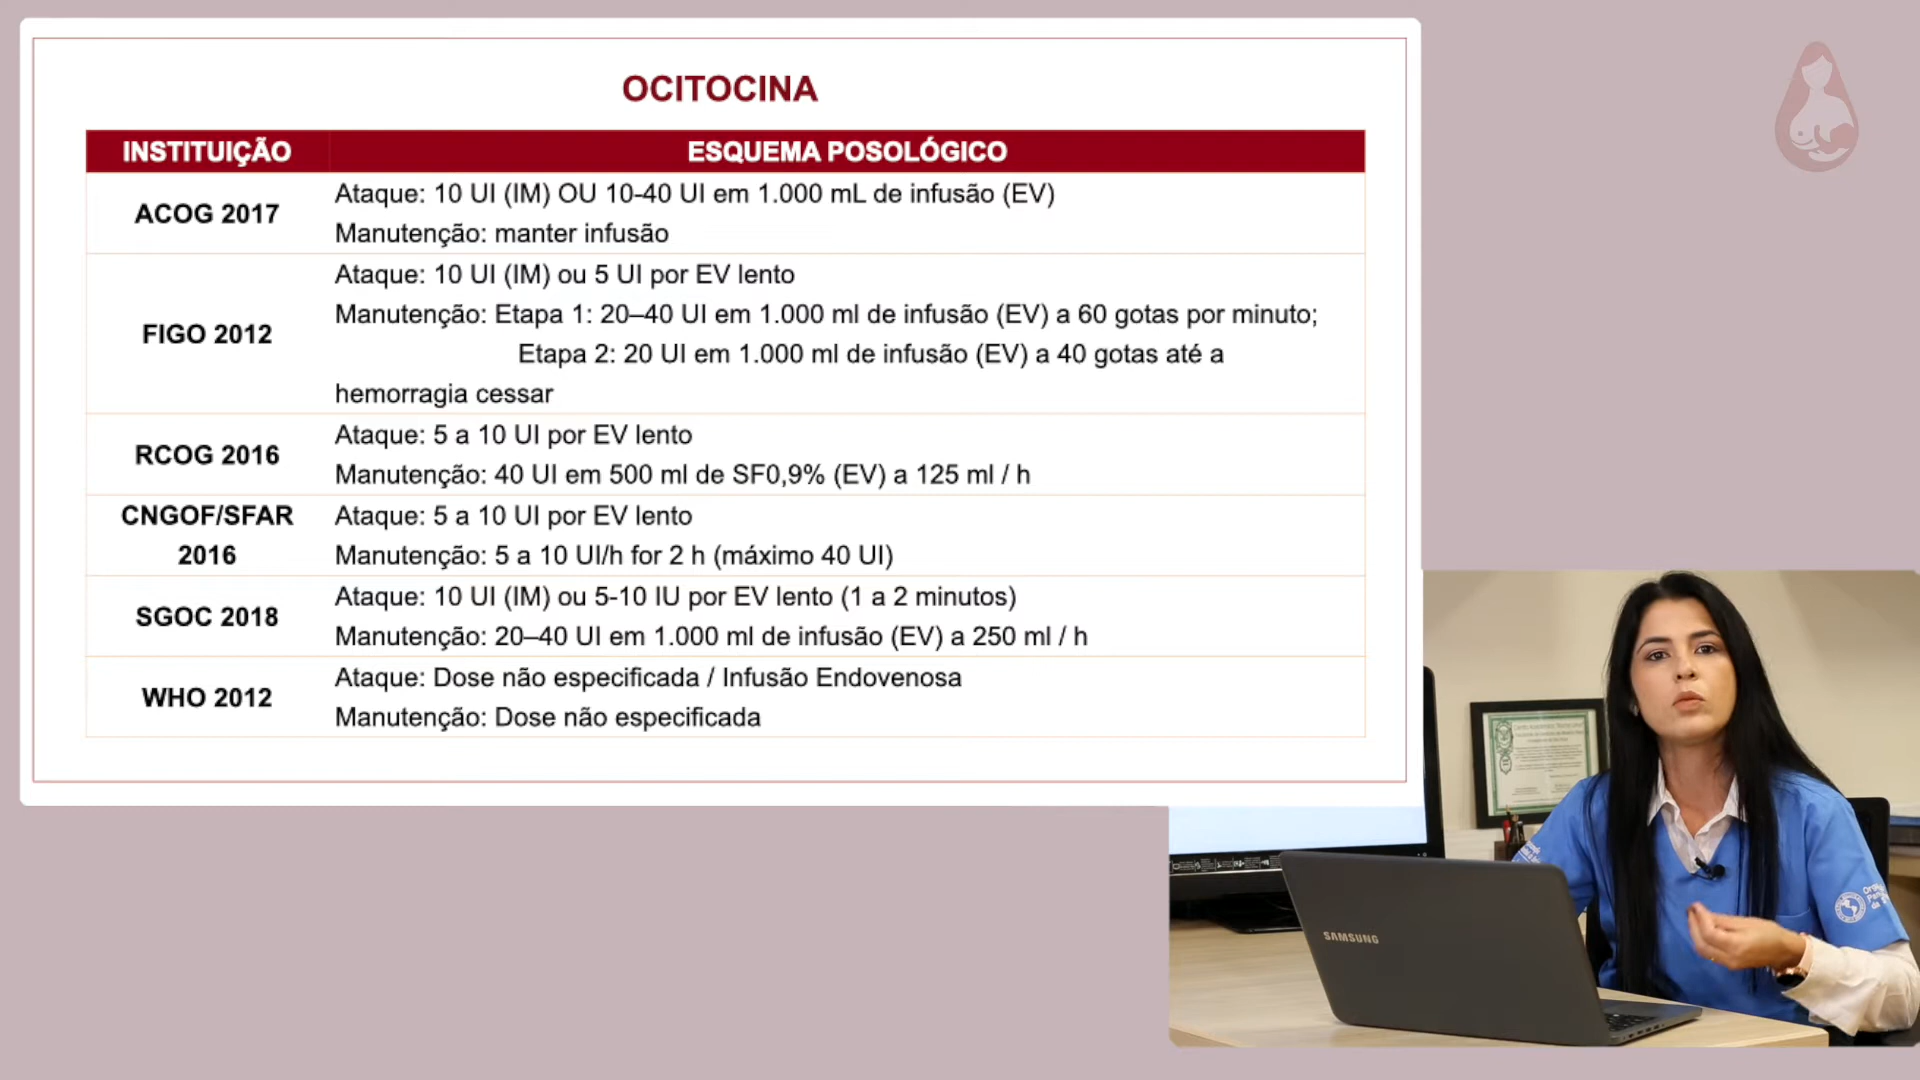 OCITOCINA
INSTITUIÇÃO
ESQUEMA POSOLÓGICO
ACOG 2017
Ataque: 10 UI (IM) OU 10-40 UI em 1.000 mL de infusão (EV)
Manutenção: manter infusão
FIGO 2012
Ataque: 10 UI (IM) ou 5 UI por EV lento
Manutenção: Etapa 1: 20–40 UI em 1.000 ml de infusão (EV) a 60 gotas por minuto;
Etapa 2: 20 UI em 1.000 ml de infusão (EV) a 40 gotas até a
hemorragia cessar
RCOG 2016
Ataque: 5 a 10 UI por EV lento
Manutenção: 40 UI em 500 ml de SF0,9% (EV) a 125 ml / h
CNGOF/SFAR
2016
Ataque: 5 a 10 UI por EV lento
Manutenção: 5 a 10 UI/h for 2 h (máximo 40 UI)
SGOC 2018
Ataque: 10 UI (IM) ou 5-10 IU por EV lento (1 a 2 minutos)
Manutenção: 20–40 UI em 1.000 ml de infusão (EV) a 250 ml / h
WHO 2012
Ataque: Dose não especificada / Infusão Endovenosa
Manutenção: Dose não especificada
SAMSUNG